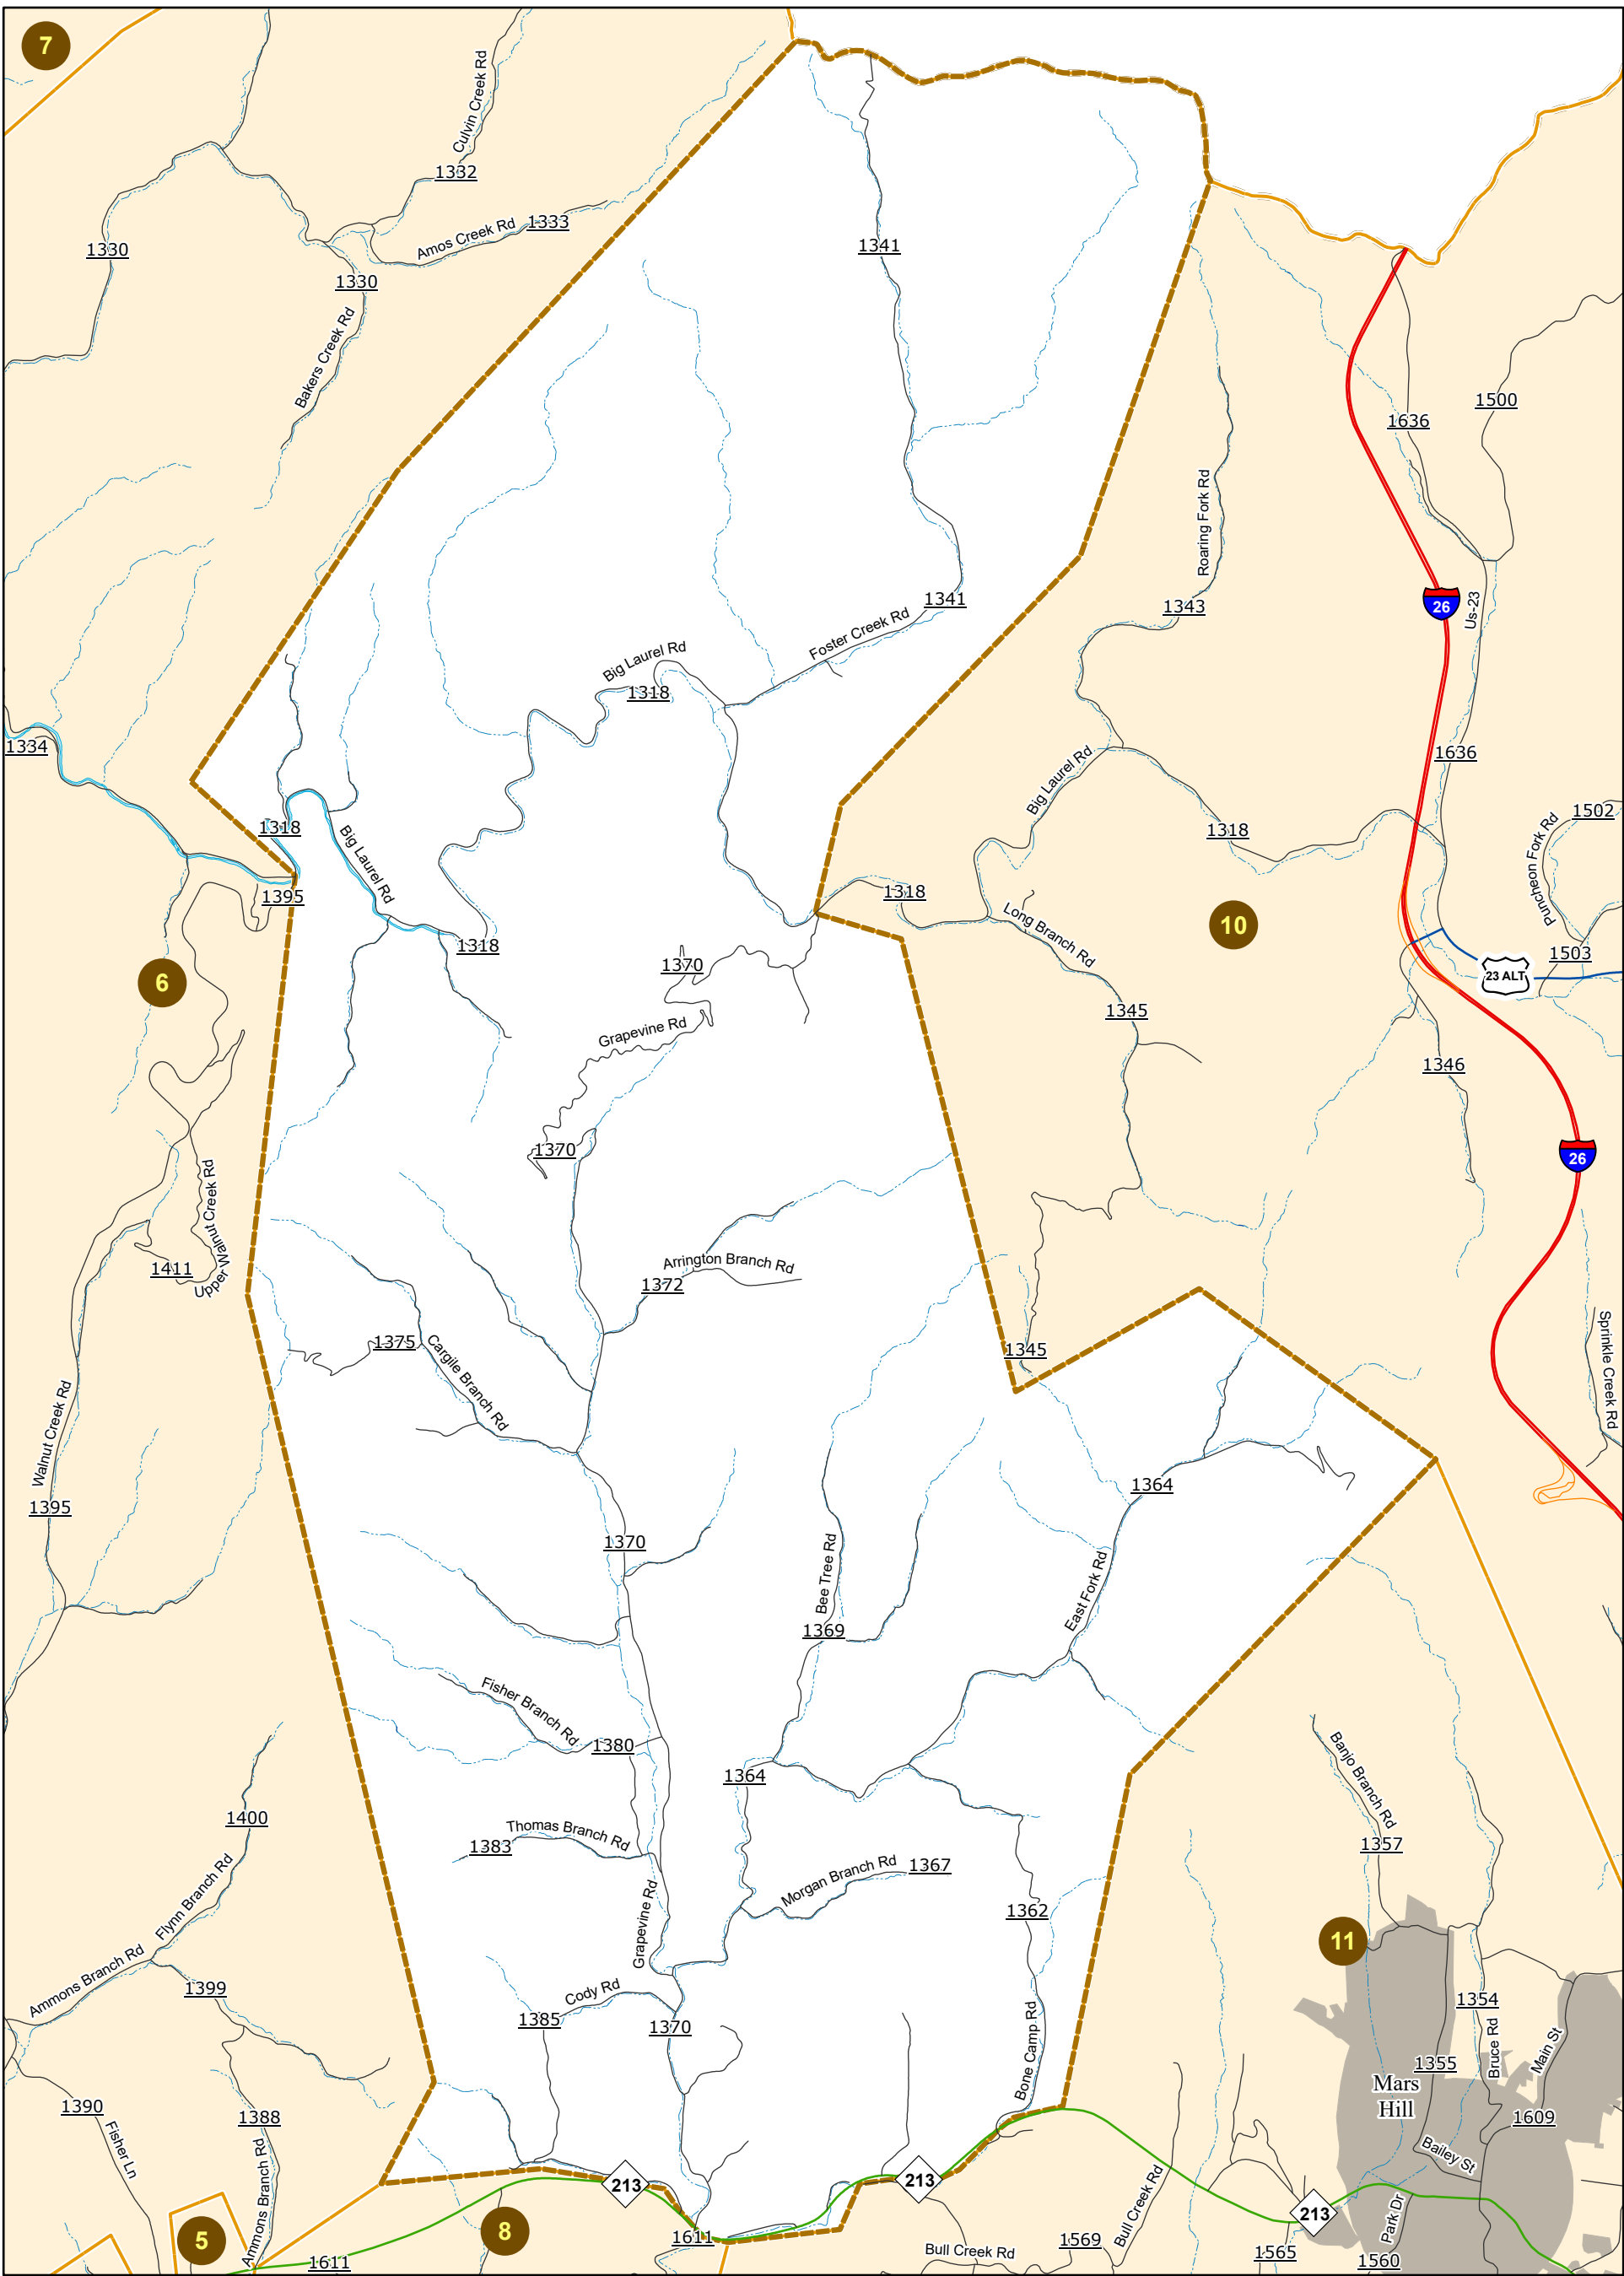 7
Culvin Creek Rd
1332
Amos Creek Rd
1333
1330
1330
1341
Bakers Creek Rd
1636
1500
Roaring Fork Rd
26
Us-23
1341
1343
Foster Creek Rd
Big Laurel Rd
1318
1334
1636
Big Laurel Rd
1502
1318
1318
Puncheon Fork Rd
Big Laurel Rd
1395
1318
Long Branch Rd
10
1318
1370
1503
23 ALT
6
1345
Grapevine Rd
1346
1370
26
Upper Walnut Creek Rd
1411
Arrington Branch Rd
1372
1375
Cargile Branch Rd
1345
Sprinkle Creek Rd
Walnut Creek Rd
1395
1364
1370
Bee Tree Rd
East Fork Rd
1369
Fisher Branch Rd
1380
1364
Banjo Branch Rd
1400
1357
Thomas Branch Rd
1383
Morgan Branch Rd
1367
Flynn Branch Rd
Grapevine Rd
1362
11
Ammons Branch Rd
1399
Cody Rd
1385
1370
1354
Bruce Rd
Main St
Bone Camp Rd
1355
Mars
Hill
1390
1388
1609
Fisher Ln
Ammons Branch Rd
Bailey St
213
213
213
Bull Creek Rd
Park Dr
5
8
1611
1611
Bull Creek Rd
1569
1565
1560